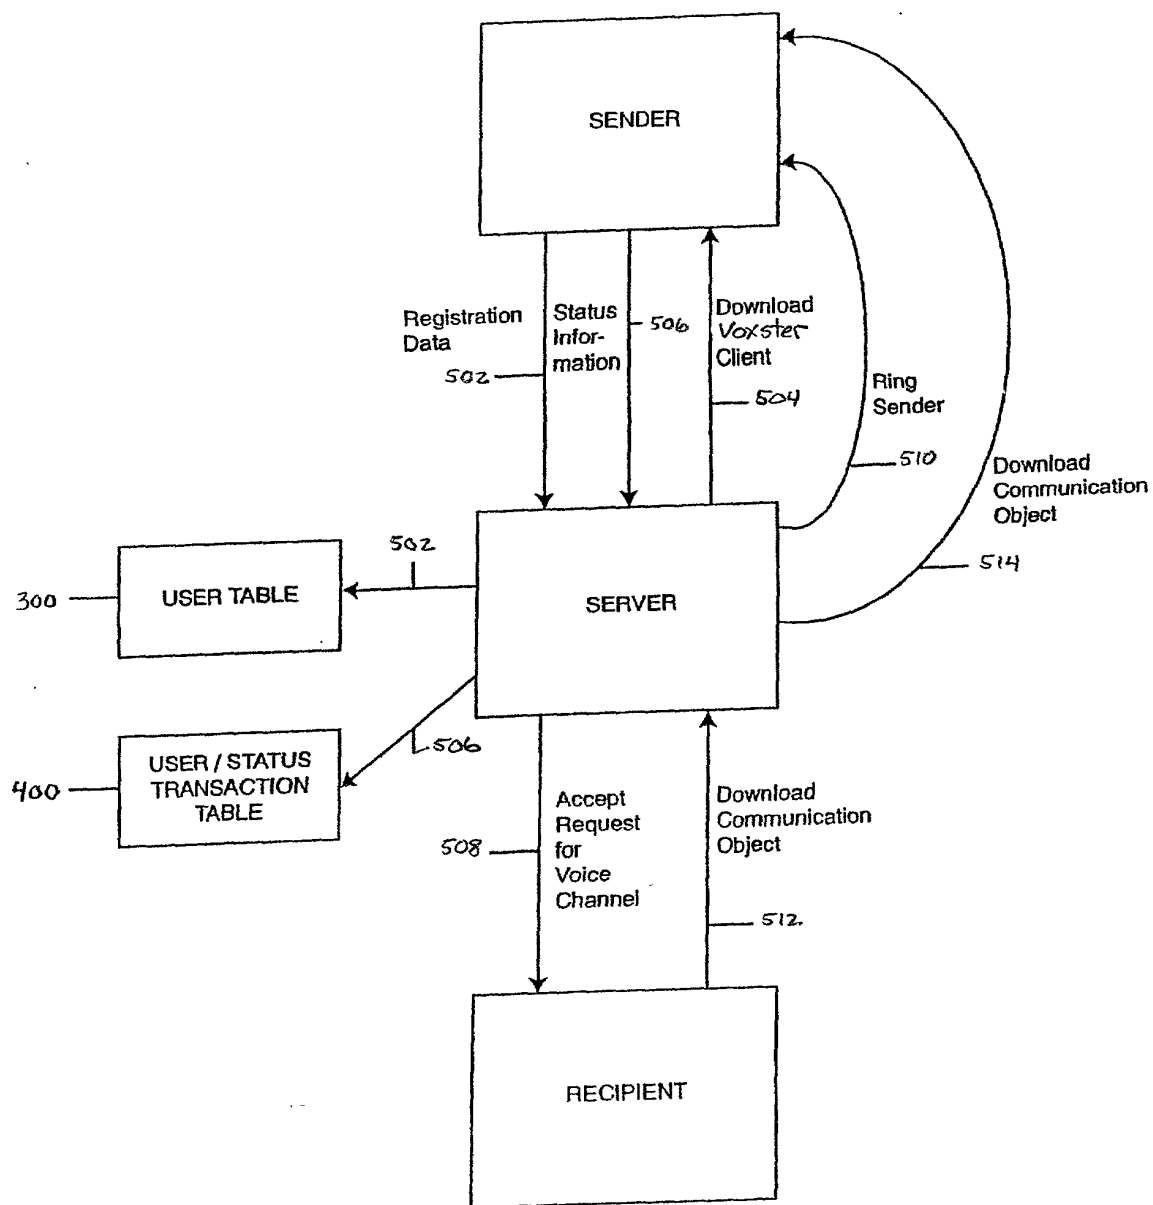 SENDER
Registration
Data
502
Status
Infor-
mation
506
Download
Voxster
Client
504
Ring
Sender
510
Download
Communication
Object
514
502
300
USER TABLE
SERVER
506
400
USER / STATUS
TRANSACTION
TABLE
508
Accept
Request
for
Voice
Channel
Download
Communication
Object
512
RECIPIENT